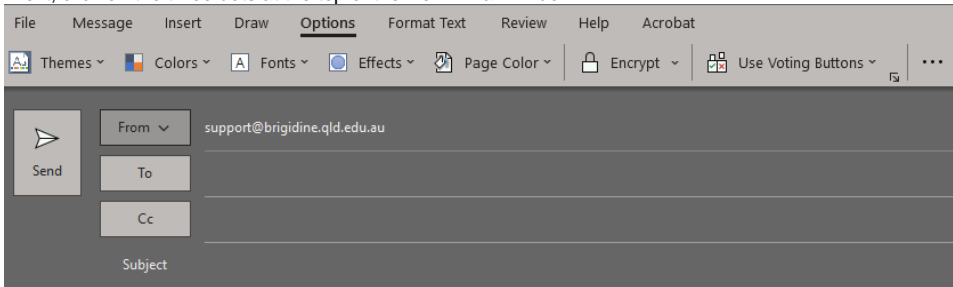 File Message Insert Draw Options Format Text Review Help Acrobat
Themes Colors A Fonts Effects Page Color Encrypt Use Voting Buttons ...
From support@brigidine.qld.edu.au
Send To
Cc
Subject